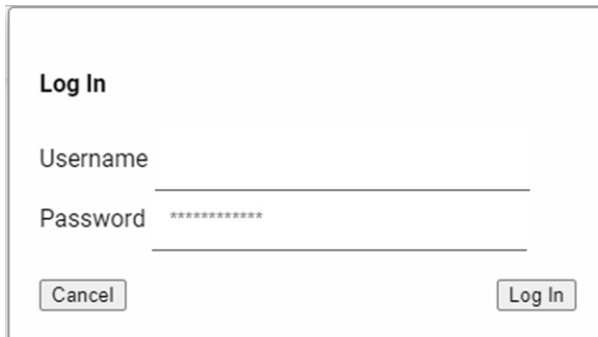 Log In
Username
Password ************
Cancel Log In